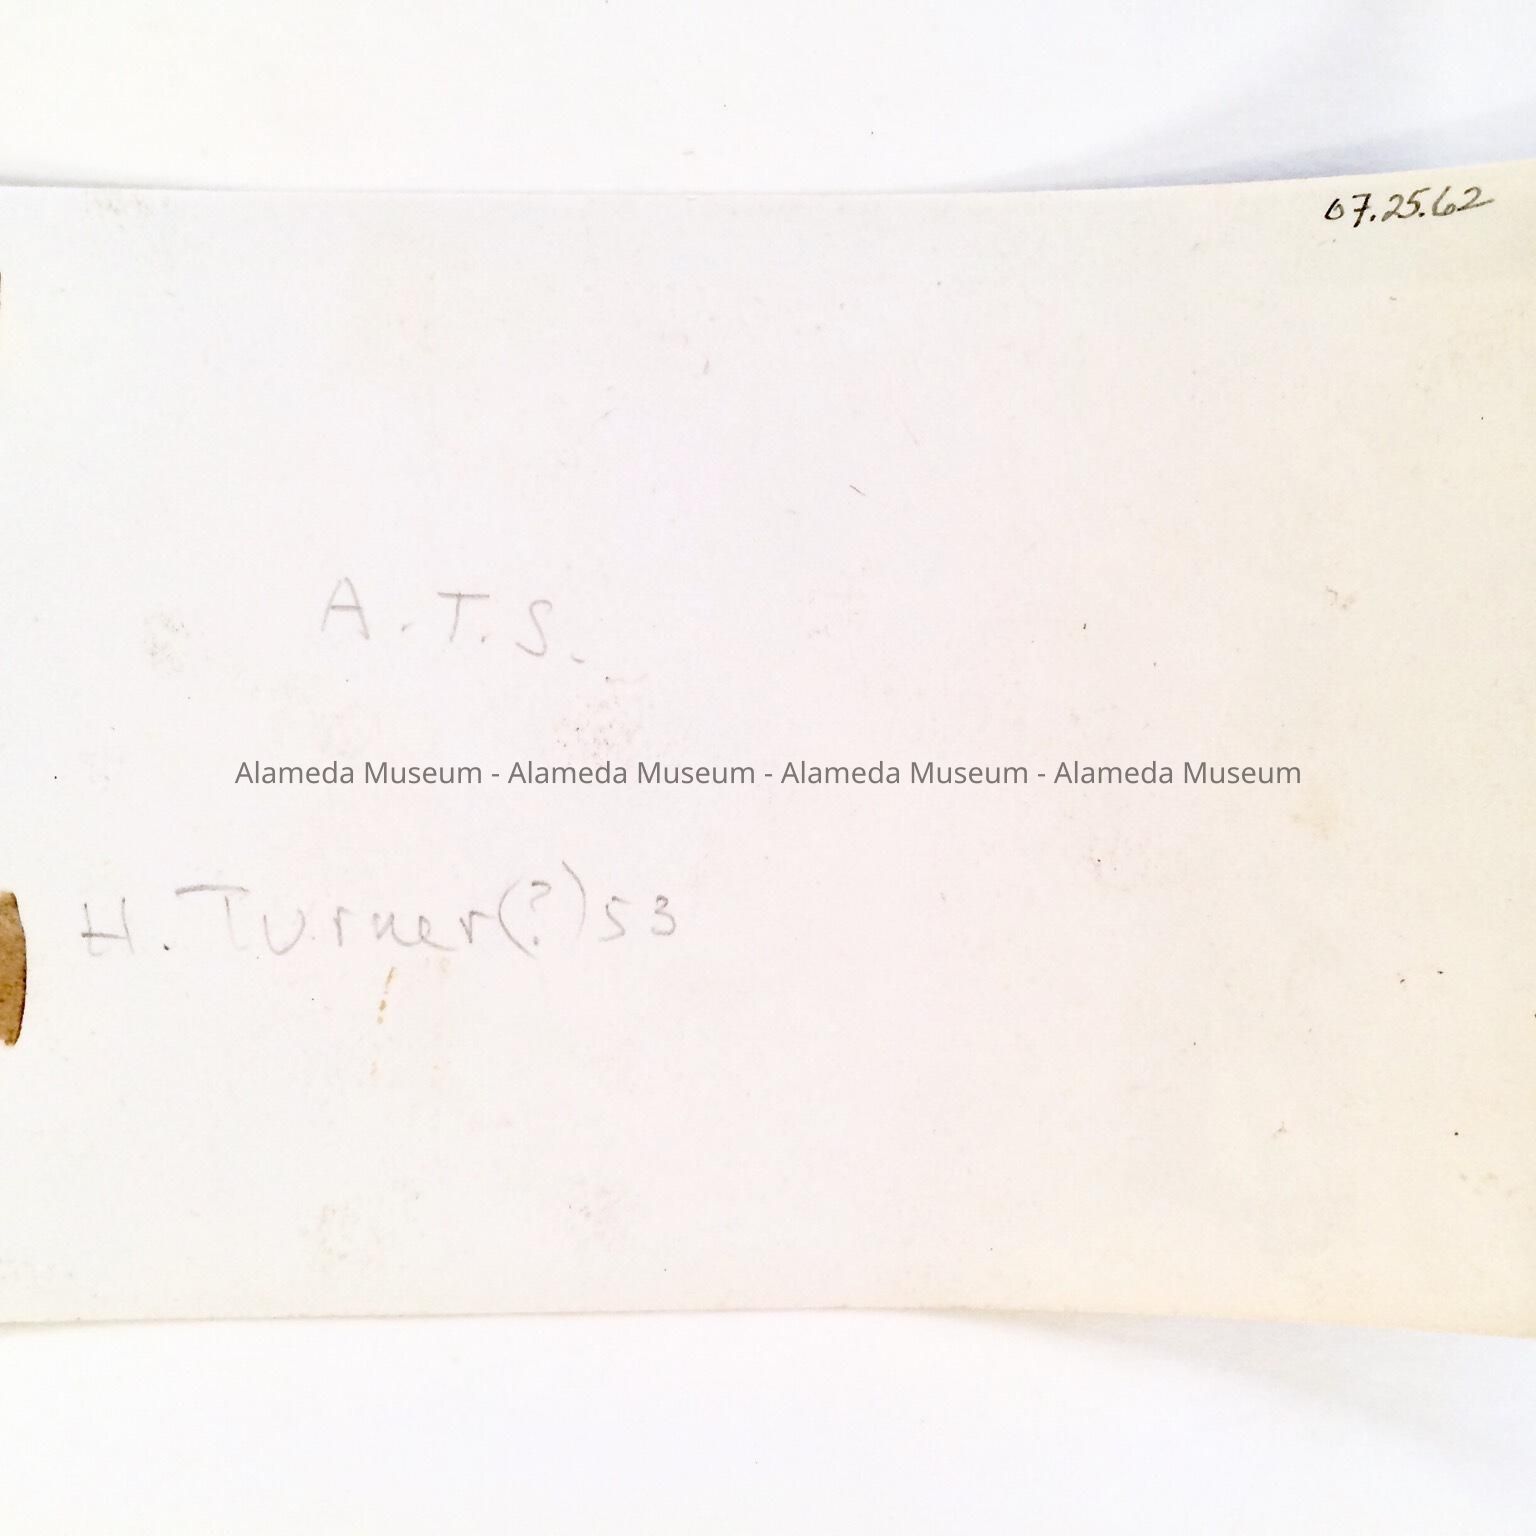 07.25.62
A.T.S.
Alameda Museum - Alameda Museum - Alameda Museum - Alameda Museum
H. Turner(?) 53